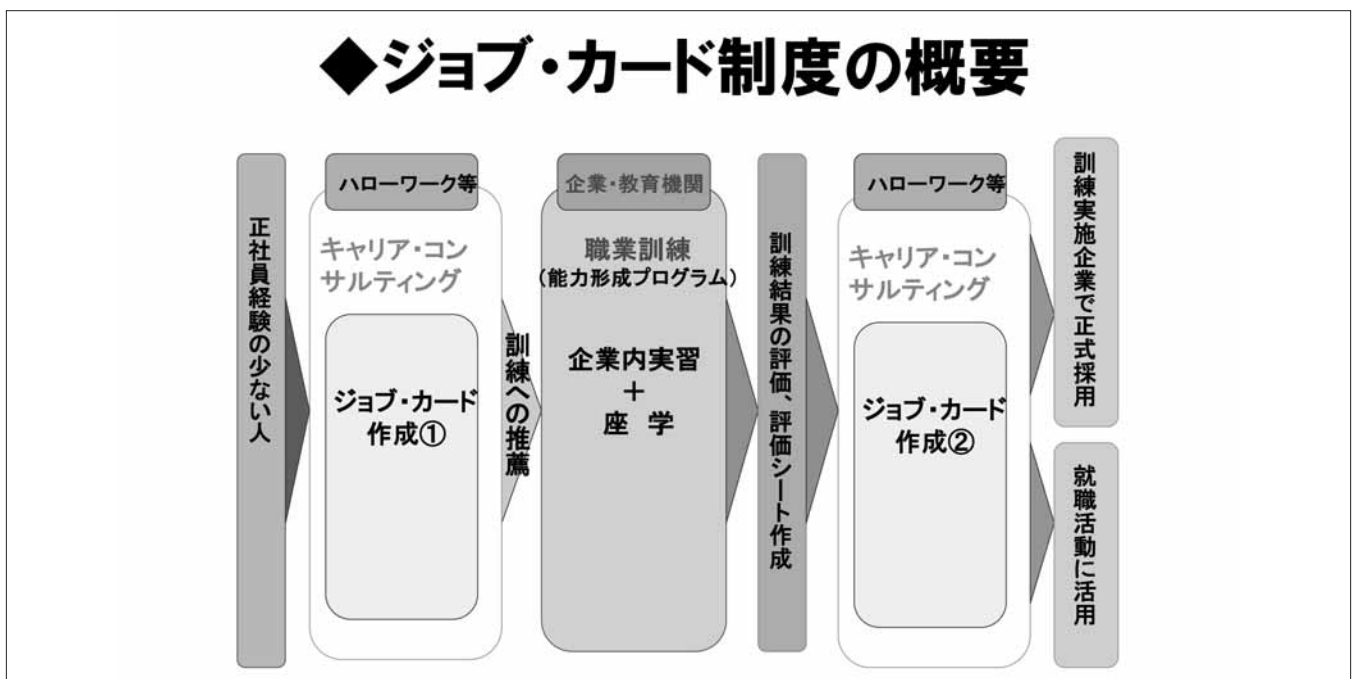 ◆ジョブ・カード制度の概要
正社員経験の少ない人
ハローワーク等
キャリア・コン
サルティング
ジョブ・カード
作成①
訓練への推薦
企業・教育機関
職業訓練
(能力形成プログラム)
企業内実習
＋
座 学
訓練結果の評価、評価シート作成
ハローワーク等
キャリア・コン
サルティング
ジョブ・カード
作成②
訓練実施企業で正式採用
就職活動に活用